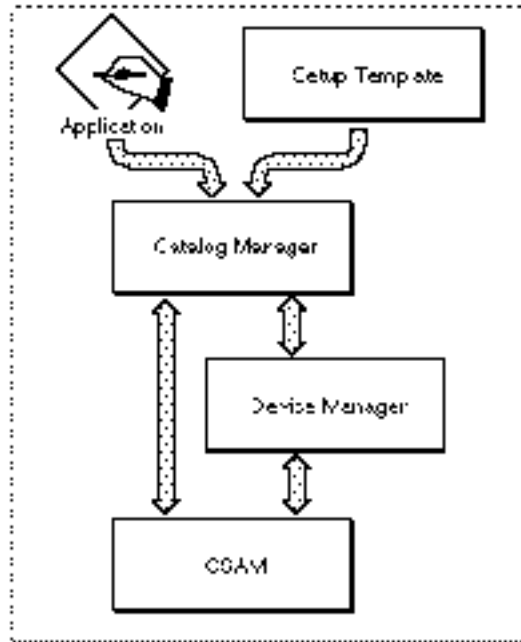 Application
Setup Template
Catalog Manager
Device Manager
CSAM